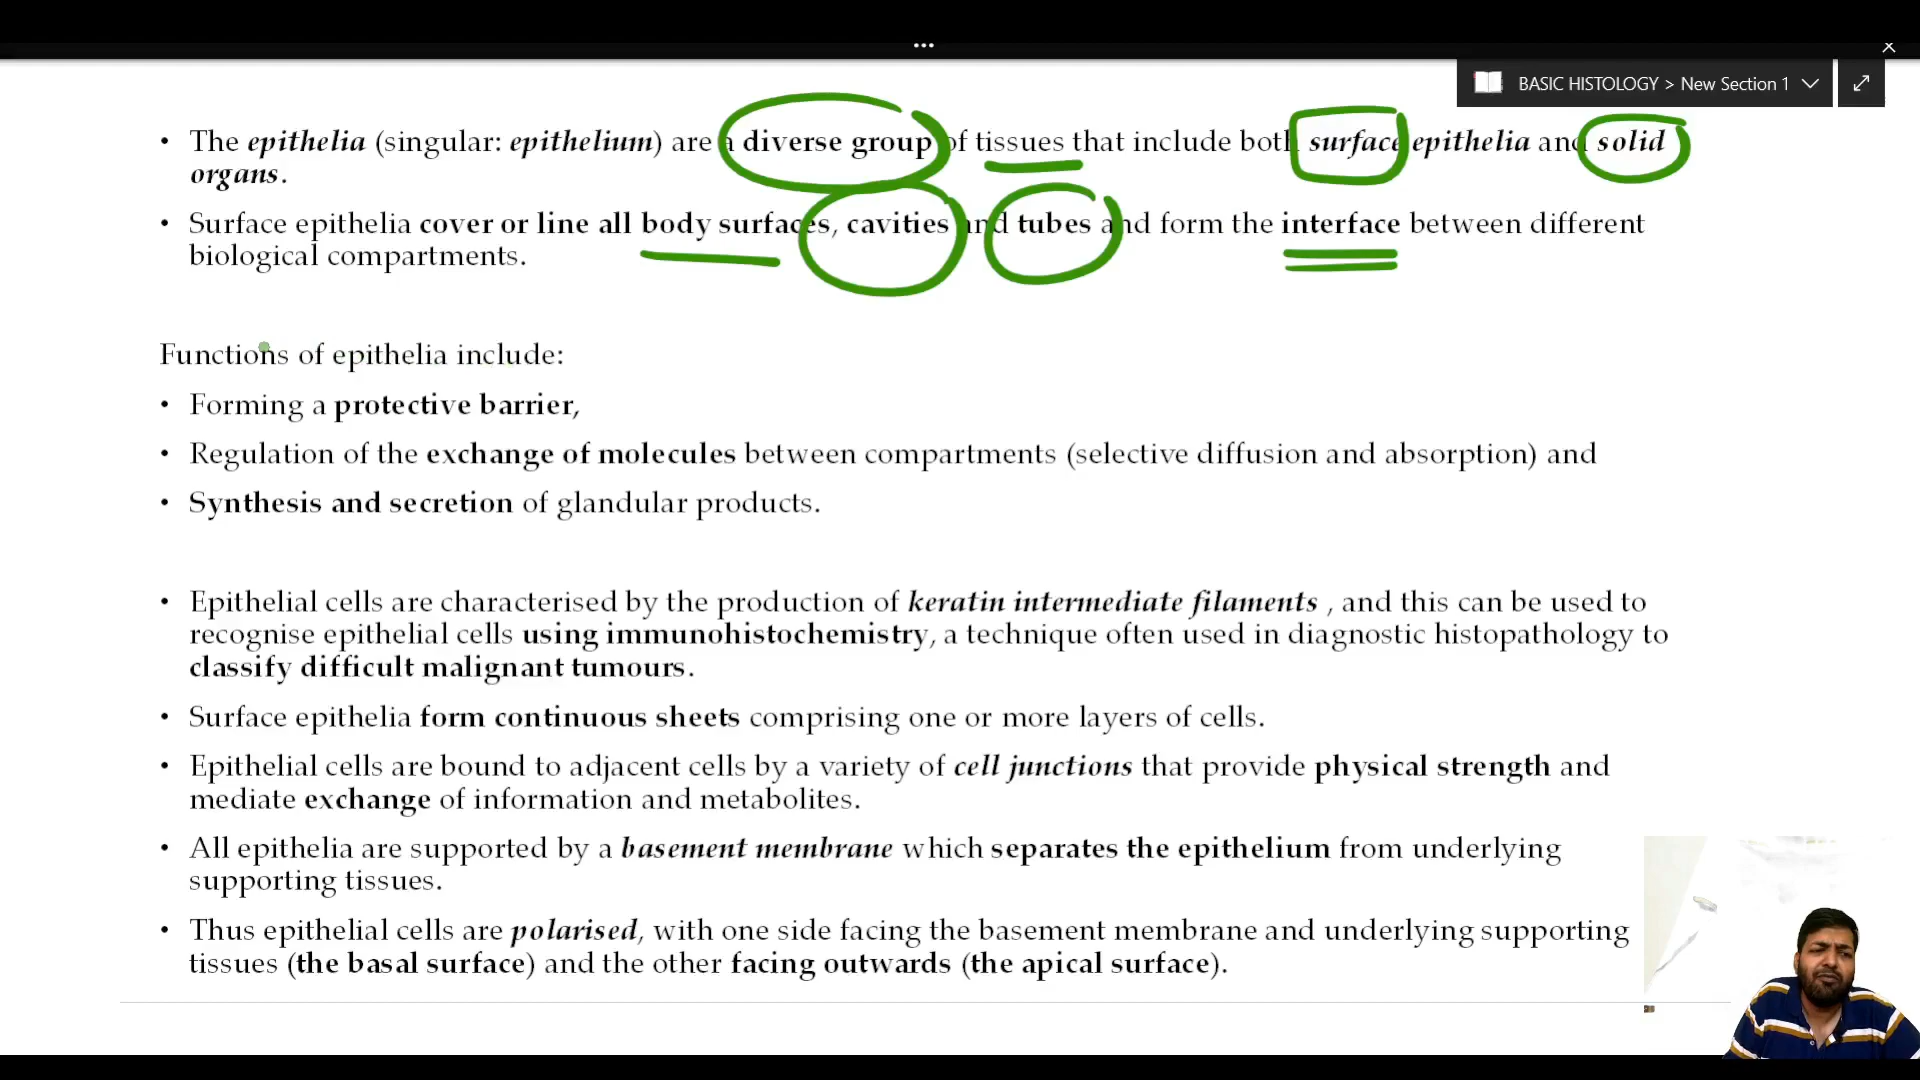 BASIC HISTOLOGY > New Section 1
• The epithelia (singular: epithelium) are a diverse group of tissues that include both surface epithelia and solid
organs.
• Surface epithelia cover or line all body surfaces, cavities and tubes and form the interface between different
biological compartments.
Functions of epithelia include:
• Forming a protective barrier,
• Regulation of the exchange of molecules between compartments (selective diffusion and absorption) and
• Synthesis and secretion of glandular products.
• Epithelial cells are characterised by the production of keratin intermediate filaments , and this can be used to
recognise epithelial cells using immunohistochemistry, a technique often used in diagnostic histopathology to
classify difficult malignant tumours.
• Surface epithelia form continuous sheets comprising one or more layers of cells.
• Epithelial cells are bound to adjacent cells by a variety of cell junctions that provide physical strength and
mediate exchange of information and metabolites.
• All epithelia are supported by a basement membrane which separates the epithelium from underlying
supporting tissues.
• Thus epithelial cells are polarised, with one side facing the basement membrane and underlying supporting
tissues (the basal surface) and the other facing outwards (the apical surface).